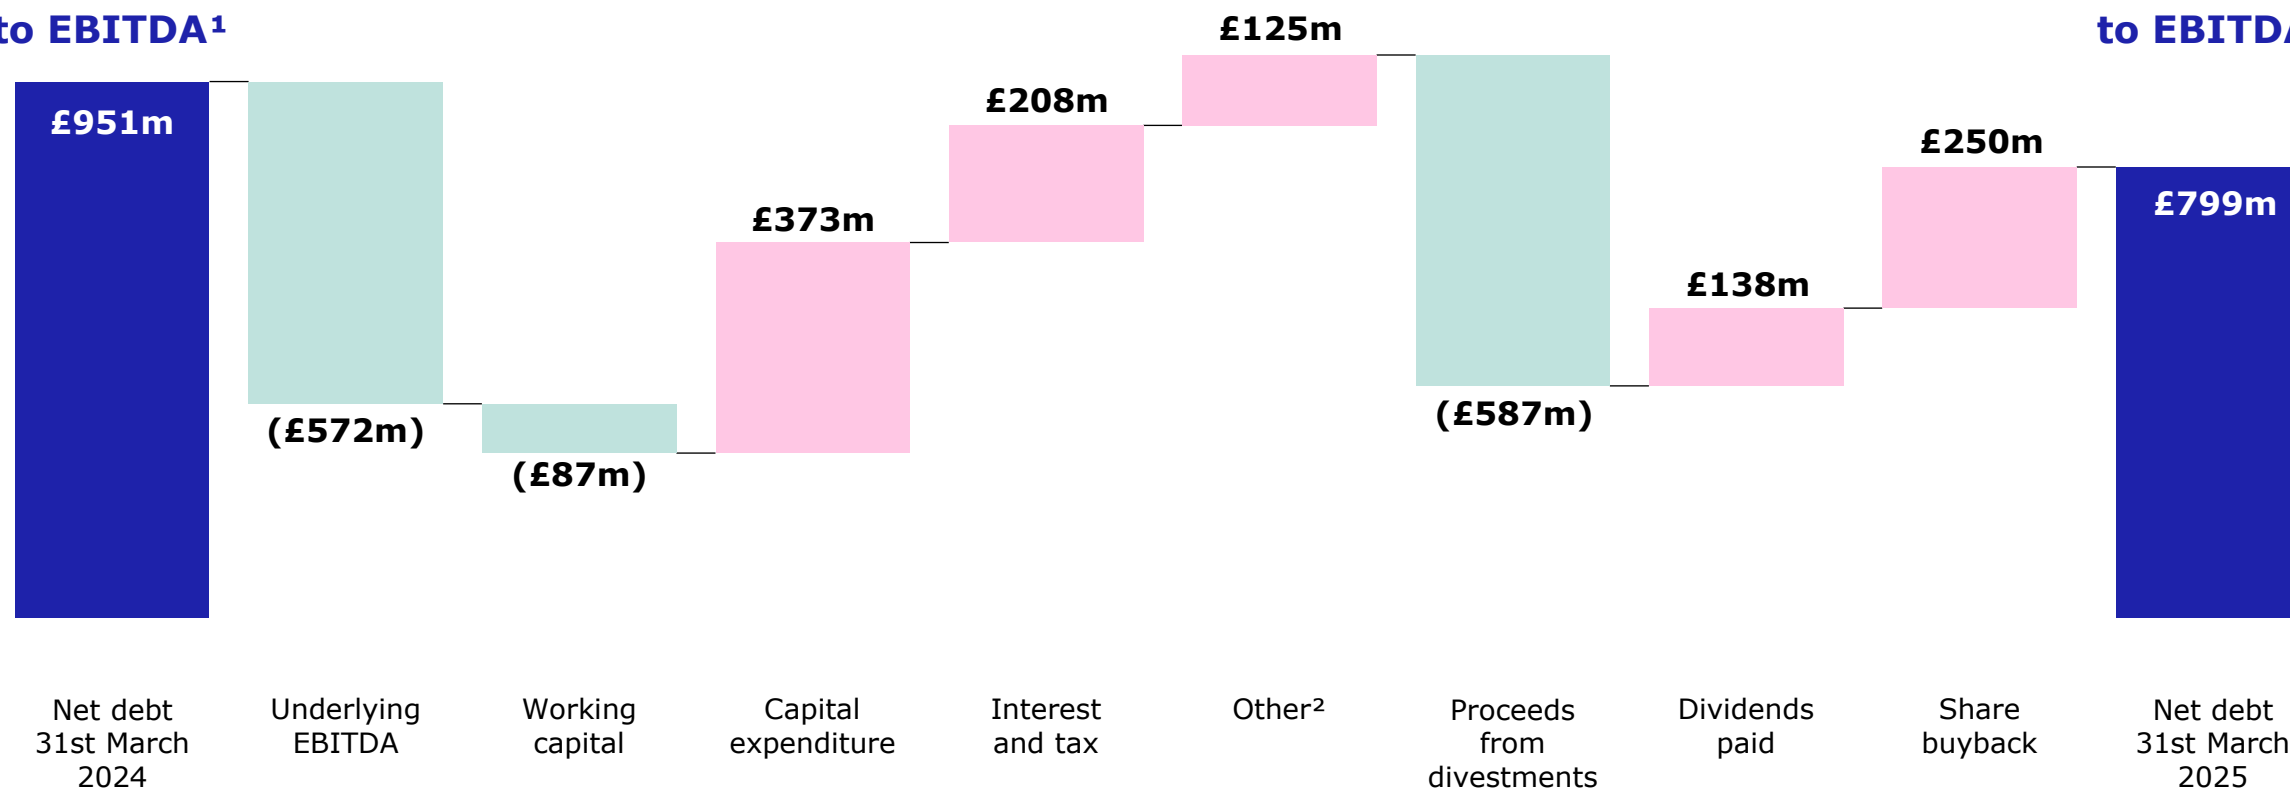 to EBITDA¹
to EBITDA
£951m
(£572m)
(£87m)
£373m
£208m
£125m
(£587m)
£138m
£250m
£799m
Net debt
31st March
2024
Underlying
EBITDA
Working
capital
Capital
expenditure
Interest
and tax
Other²
Proceeds
from
divestments
Dividends
paid
Share
buyback
Net debt
31st March
2025